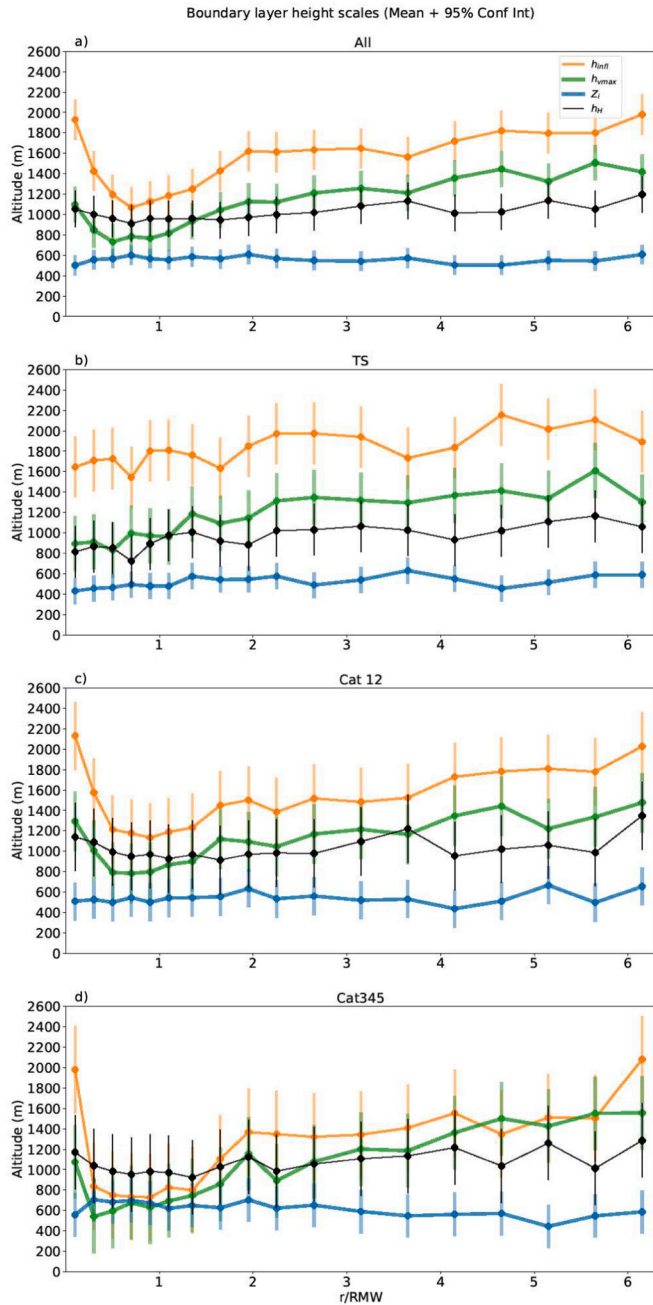 Boundary layer height scales (Mean + 95% Conf Int)
a)
All
h_infl
h_vmax
Z_i
h_H
Altitude (m)
2600
2400
2200
2000
1800
1600
1400
1200
1000
800
600
400
200
0
1 2 3 4 5 6
b)
TS
Altitude (m)
2600
2400
2200
2000
1800
1600
1400
1200
1000
800
600
400
200
0
1 2 3 4 5 6
c)
Cat 12
Altitude (m)
2600
2400
2200
2000
1800
1600
1400
1200
1000
800
600
400
200
0
1 2 3 4 5 6
d)
Cat345
Altitude (m)
2600
2400
2200
2000
1800
1600
1400
1200
1000
800
600
400
200
0
1 2 3 4 5 6
r/RMW